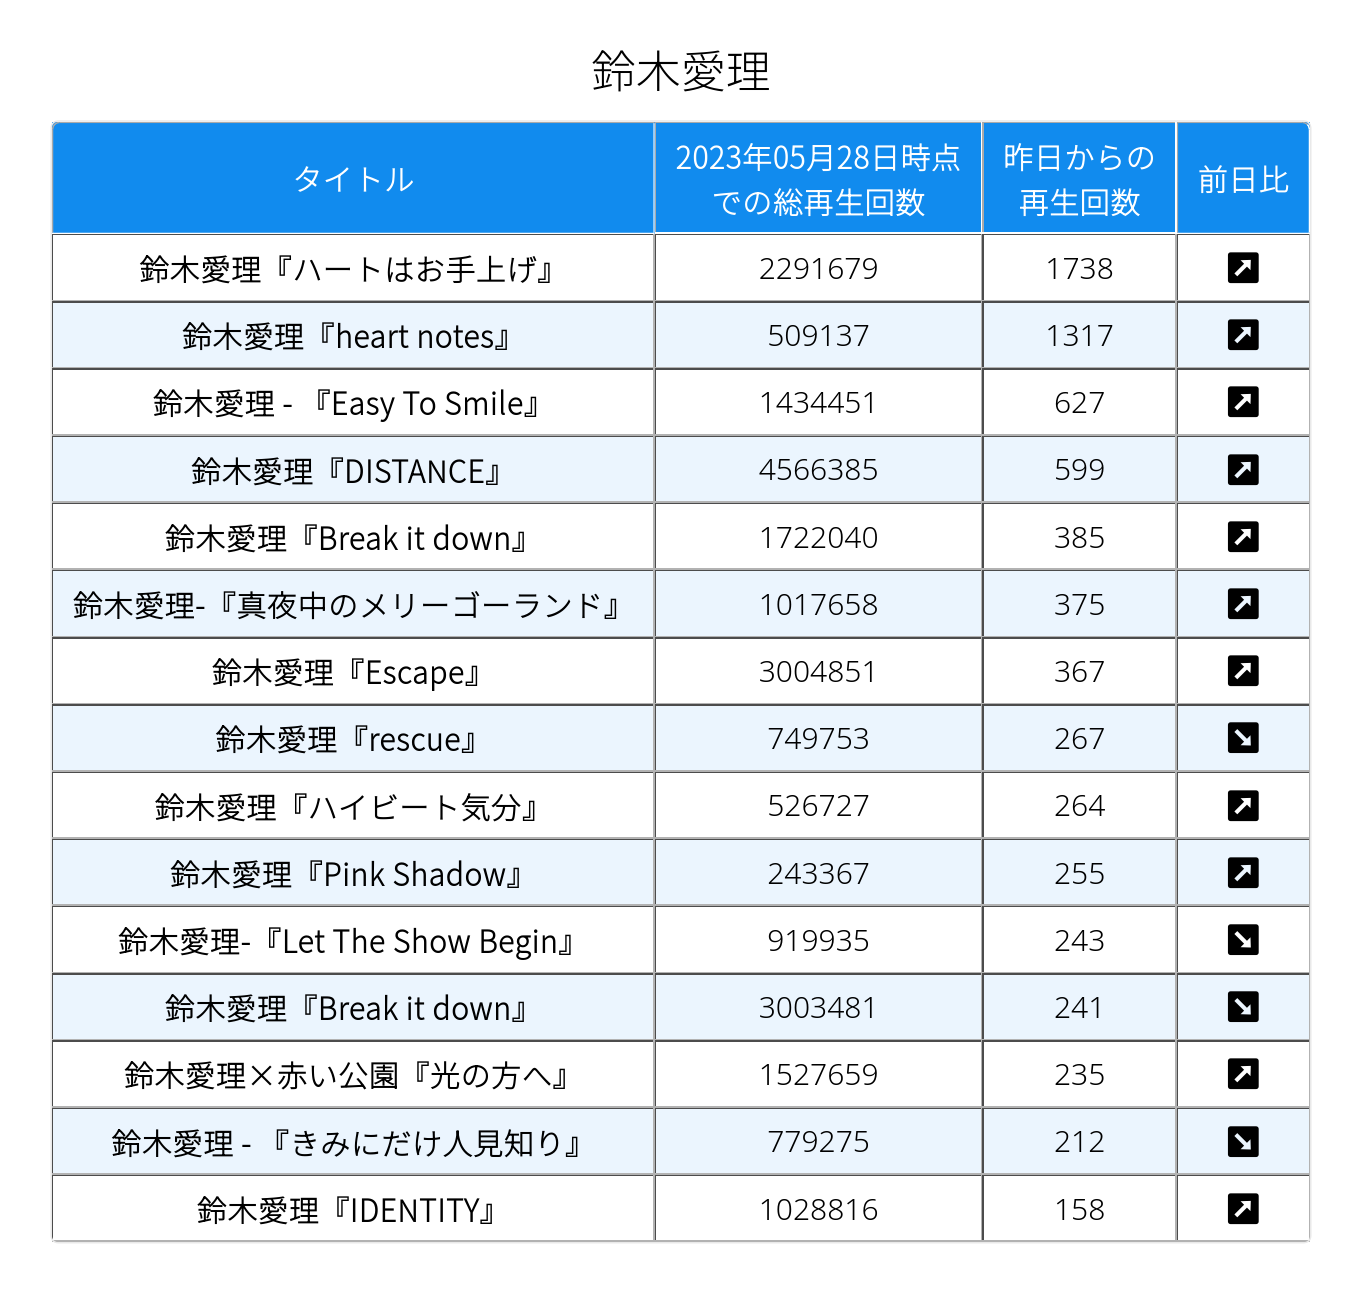 鈴木愛理
タイトル 2023年05月28日時点での総再生回数 昨日からの再生回数 前日比
鈴木愛理『ハートはお手上げ』 2291679 1738 ↗
鈴木愛理『heart notes』 509137 1317 ↗
鈴木愛理 - 『Easy To Smile』 1434451 627 ↗
鈴木愛理『DISTANCE』 4566385 599 ↗
鈴木愛理『Break it down』 1722040 385 ↗
鈴木愛理-『真夜中のメリーゴーランド』 1017658 375 ↗
鈴木愛理『Escape』 3004851 367 ↗
鈴木愛理『rescue』 749753 267 ↘
鈴木愛理『ハイビート気分』 526727 264 ↗
鈴木愛理『Pink Shadow』 243367 255 ↗
鈴木愛理-『Let The Show Begin』 919935 243 ↘
鈴木愛理『Break it down』 3003481 241 ↘
鈴木愛理×赤い公園『光の方へ』 1527659 235 ↗
鈴木愛理 - 『きみにだけ人見知り』 779275 212 ↘
鈴木愛理『IDENTITY』 1028816 158 ↗